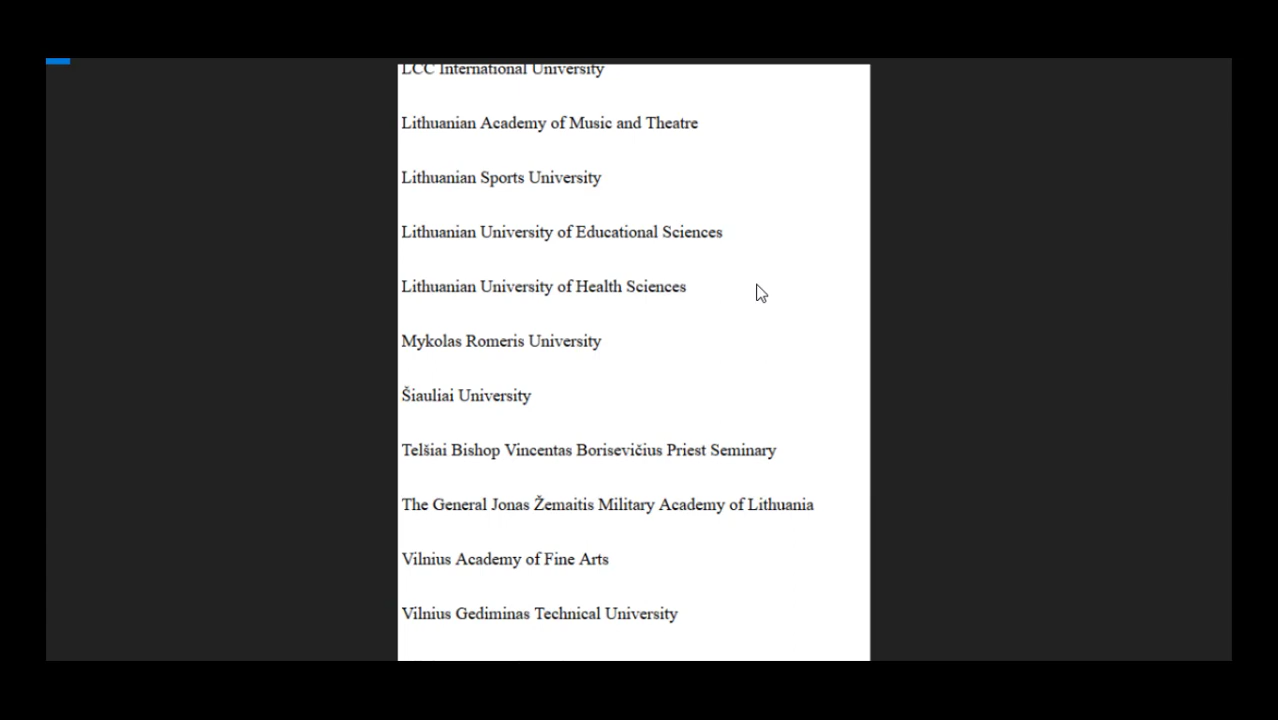 LCC International University
Lithuanian Academy of Music and Theatre
Lithuanian Sports University
Lithuanian University of Educational Sciences
Lithuanian University of Health Sciences
Mykolas Romeris University
Šiauliai University
Telšiai Bishop Vincentas Borisevičius Priest Seminary
The General Jonas Žemaitis Military Academy of Lithuania
Vilnius Academy of Fine Arts
Vilnius Gediminas Technical University